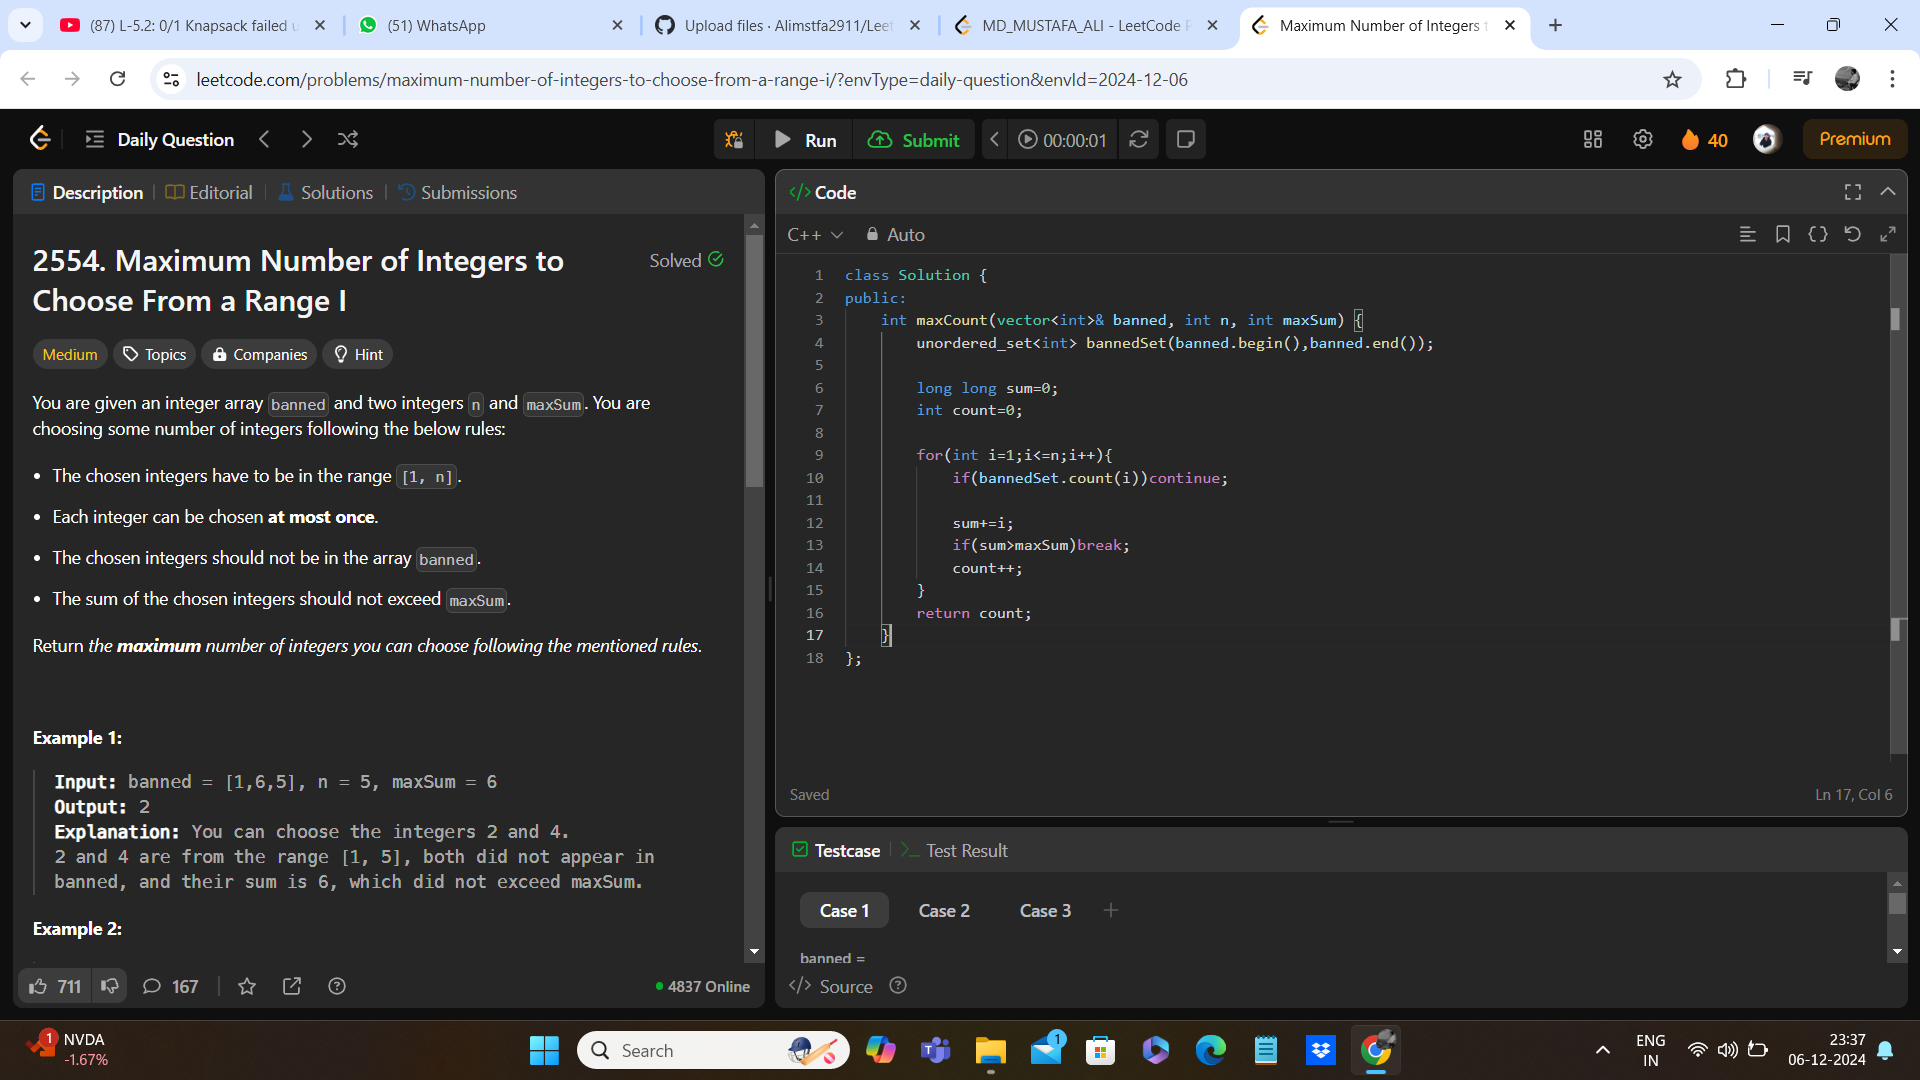 (87) L-5.2: 0/1 Knapsack failed u
(51) WhatsApp
Upload files · Alimstfa2911/Leet
MD_MUSTAFA_ALI - LeetCode P
Maximum Number of Integers t
leetcode.com/problems/maximum-number-of-integers-to-choose-from-a-range-i/?envType=daily-question&envId=2024-12-06
Daily Question
Run
Submit
00:00:01
40
Premium
Description
Editorial
Solutions
Submissions
2554. Maximum Number of Integers to
Choose From a Range I
Solved
Medium
Topics
Companies
Hint
You are given an integer array banned and two integers n and maxSum. You are
choosing some number of integers following the below rules:
• The chosen integers have to be in the range [1, n].
• Each integer can be chosen at most once.
• The chosen integers should not be in the array banned.
• The sum of the chosen integers should not exceed maxSum.
Return the maximum number of integers you can choose following the mentioned rules.
Example 1:
Input: banned = [1,6,5], n = 5, maxSum = 6
Output: 2
Explanation: You can choose the integers 2 and 4.
2 and 4 are from the range [1, 5], both did not appear in
banned, and their sum is 6, which did not exceed maxSum.
Example 2:
711
167
4837 Online
</> Code
C++
Auto
1 class Solution {
2 public:
3     int maxCount(vector<int>& banned, int n, int maxSum) {
4         unordered_set<int> bannedSet(banned.begin(),banned.end());
5
6         long long sum=0;
7         int count=0;
8
9         for(int i=1;i<=n;i++){
10             if(bannedSet.count(i))continue;
11
12             sum+=i;
13             if(sum>maxSum)break;
14             count++;
15         }
16         return count;
17     }
18 };
Saved
Ln 17, Col 6
Testcase
Test Result
Case 1
Case 2
Case 3
banned =
</> Source
1
NVDA
-1.67%
Search
1
ENG
IN
23:37
06-12-2024